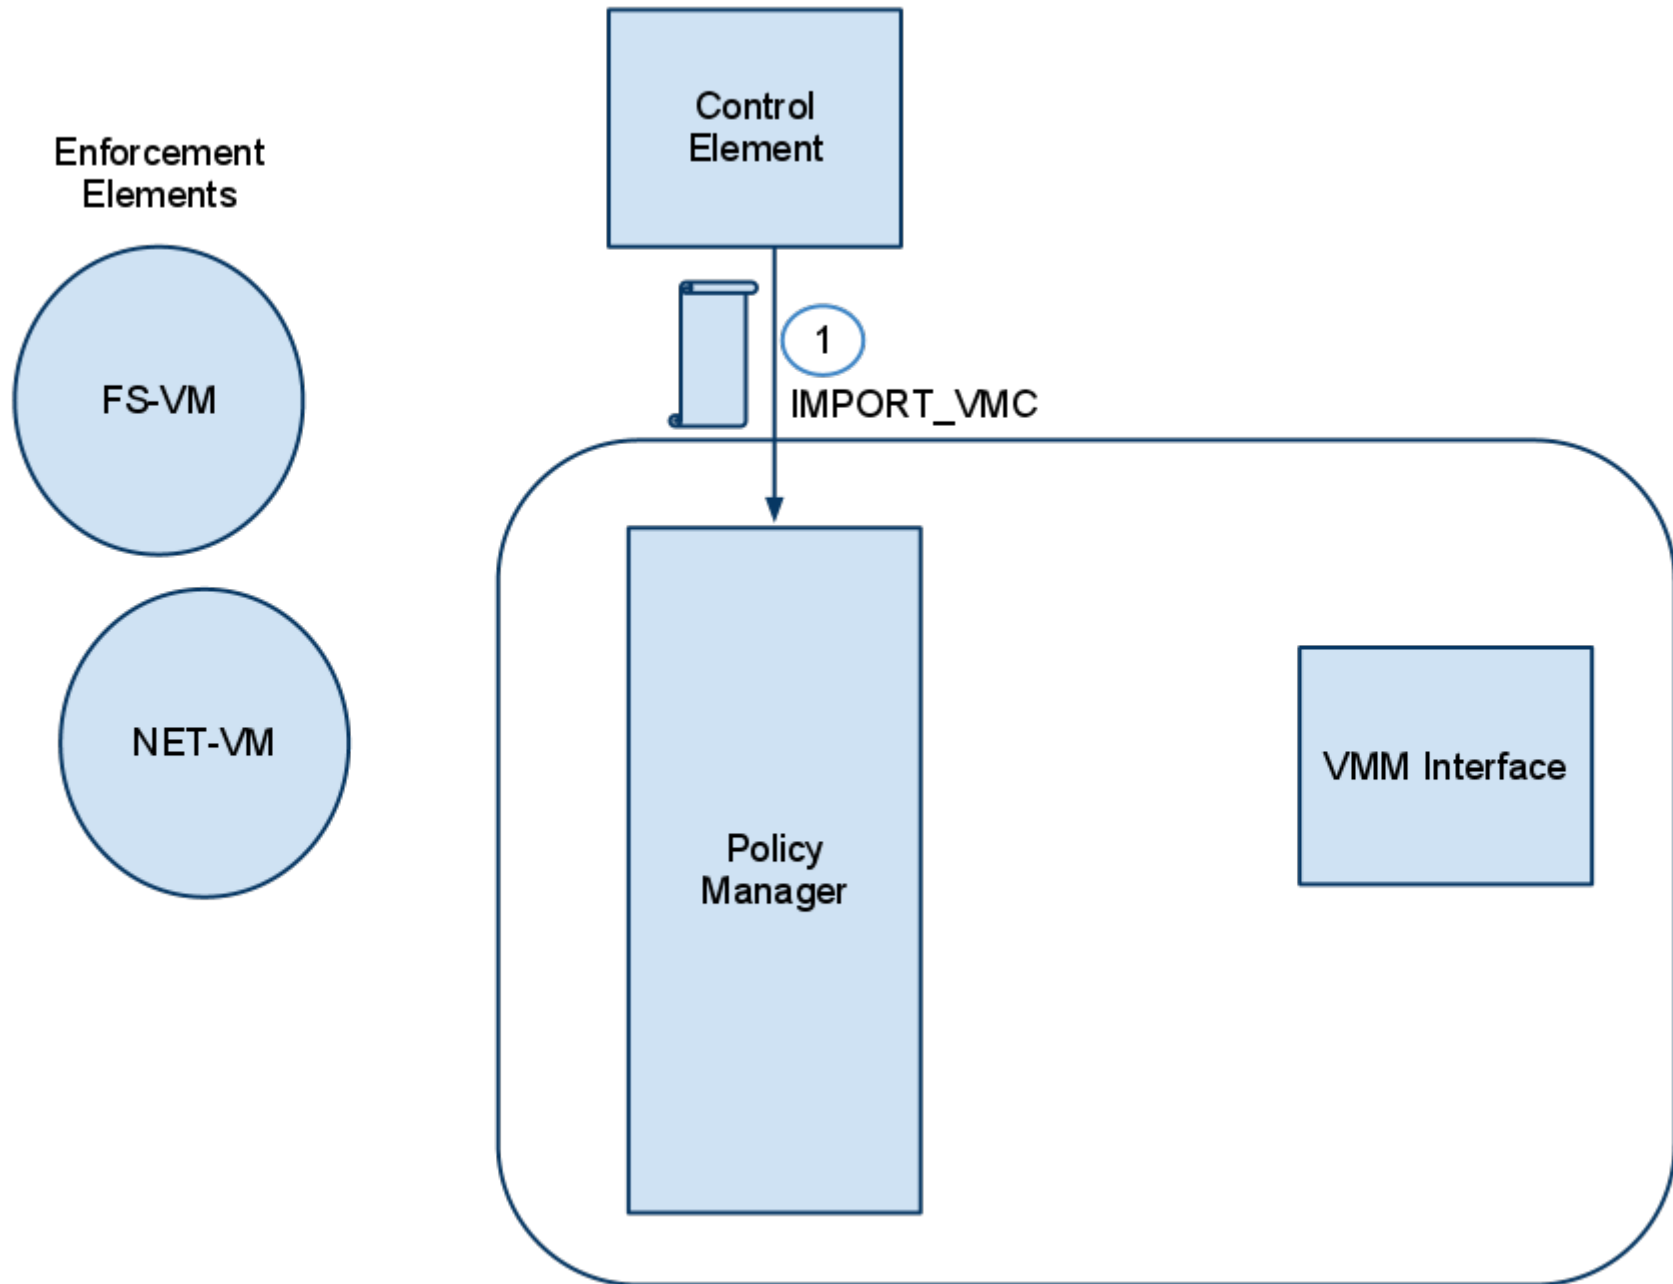 Control
Element
Enforcement
Elements
1
FS-VM
IMPORT_VMC
NET-VM
VMM Interface
Policy
Manager